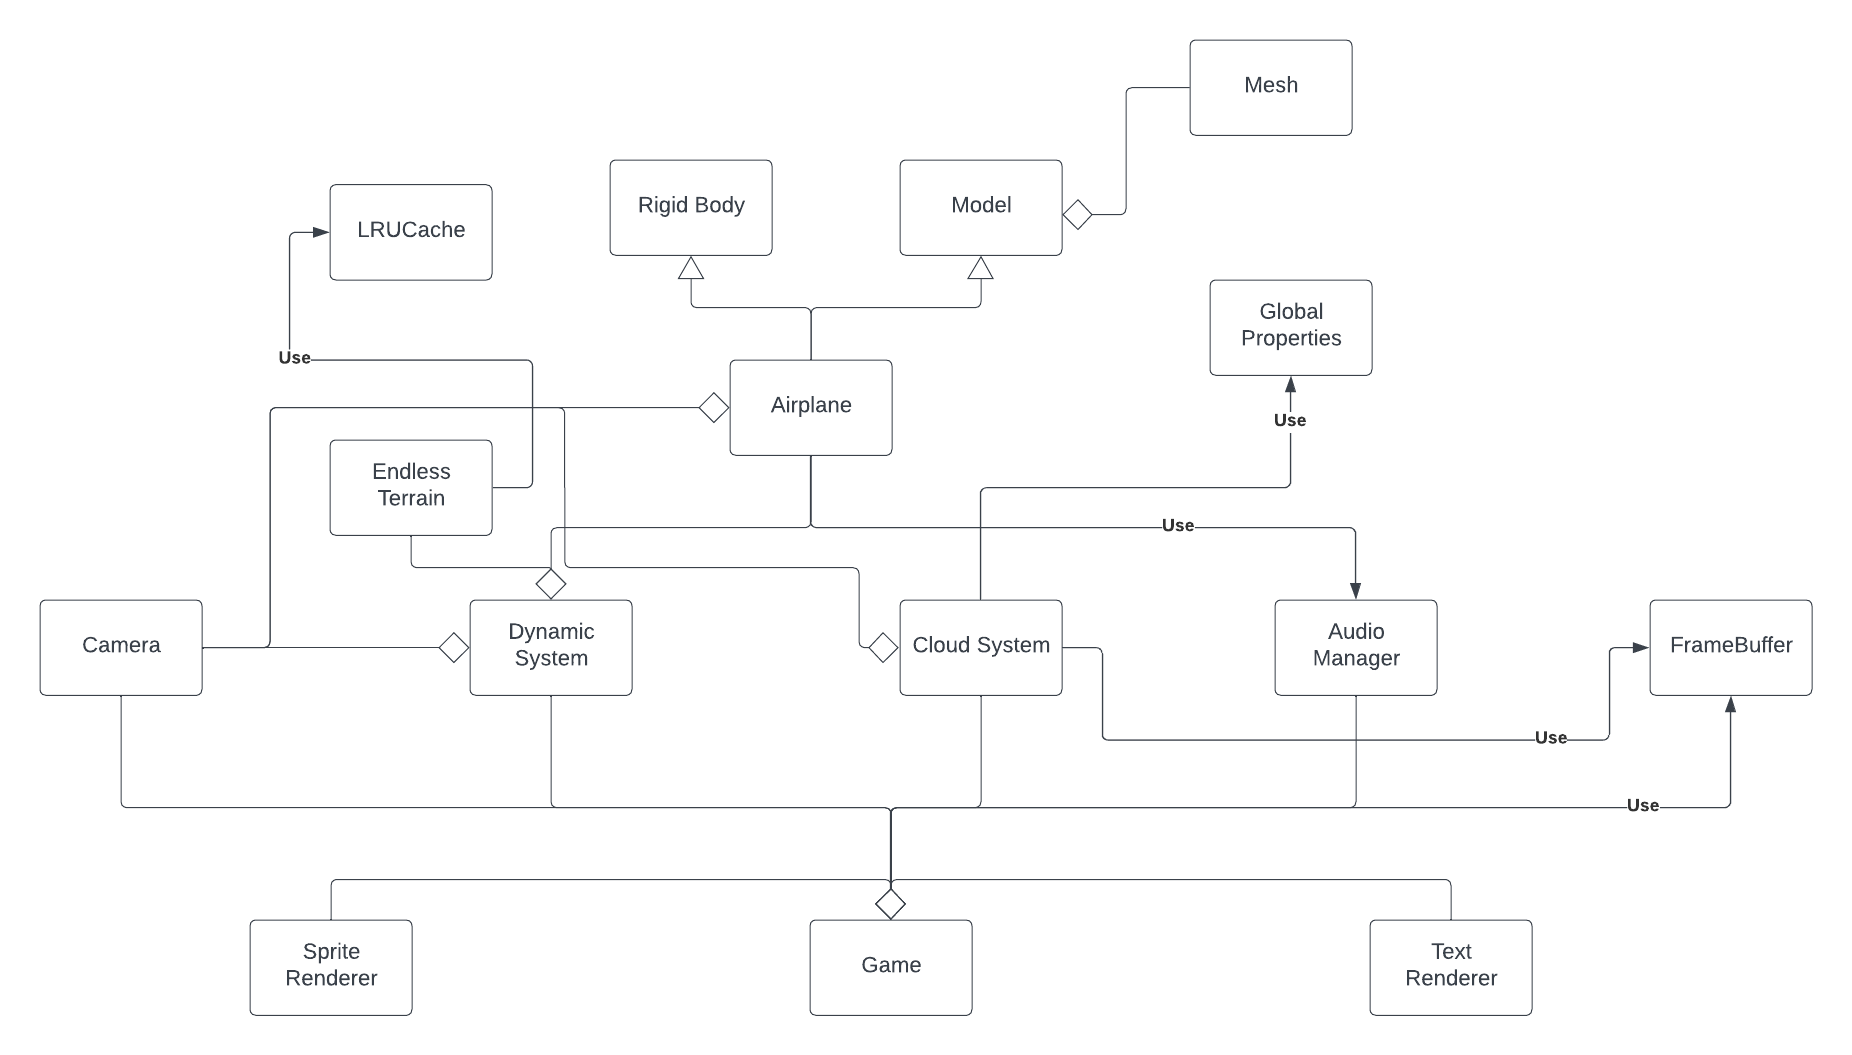 Mesh
Rigid Body
Model
LRUCache
Global
Properties
Use
Airplane
Use
Endless
Terrain
Use
Camera
Dynamic
System
Cloud System
Audio
Manager
FrameBuffer
Use
Use
Sprite
Renderer
Game
Text
Renderer